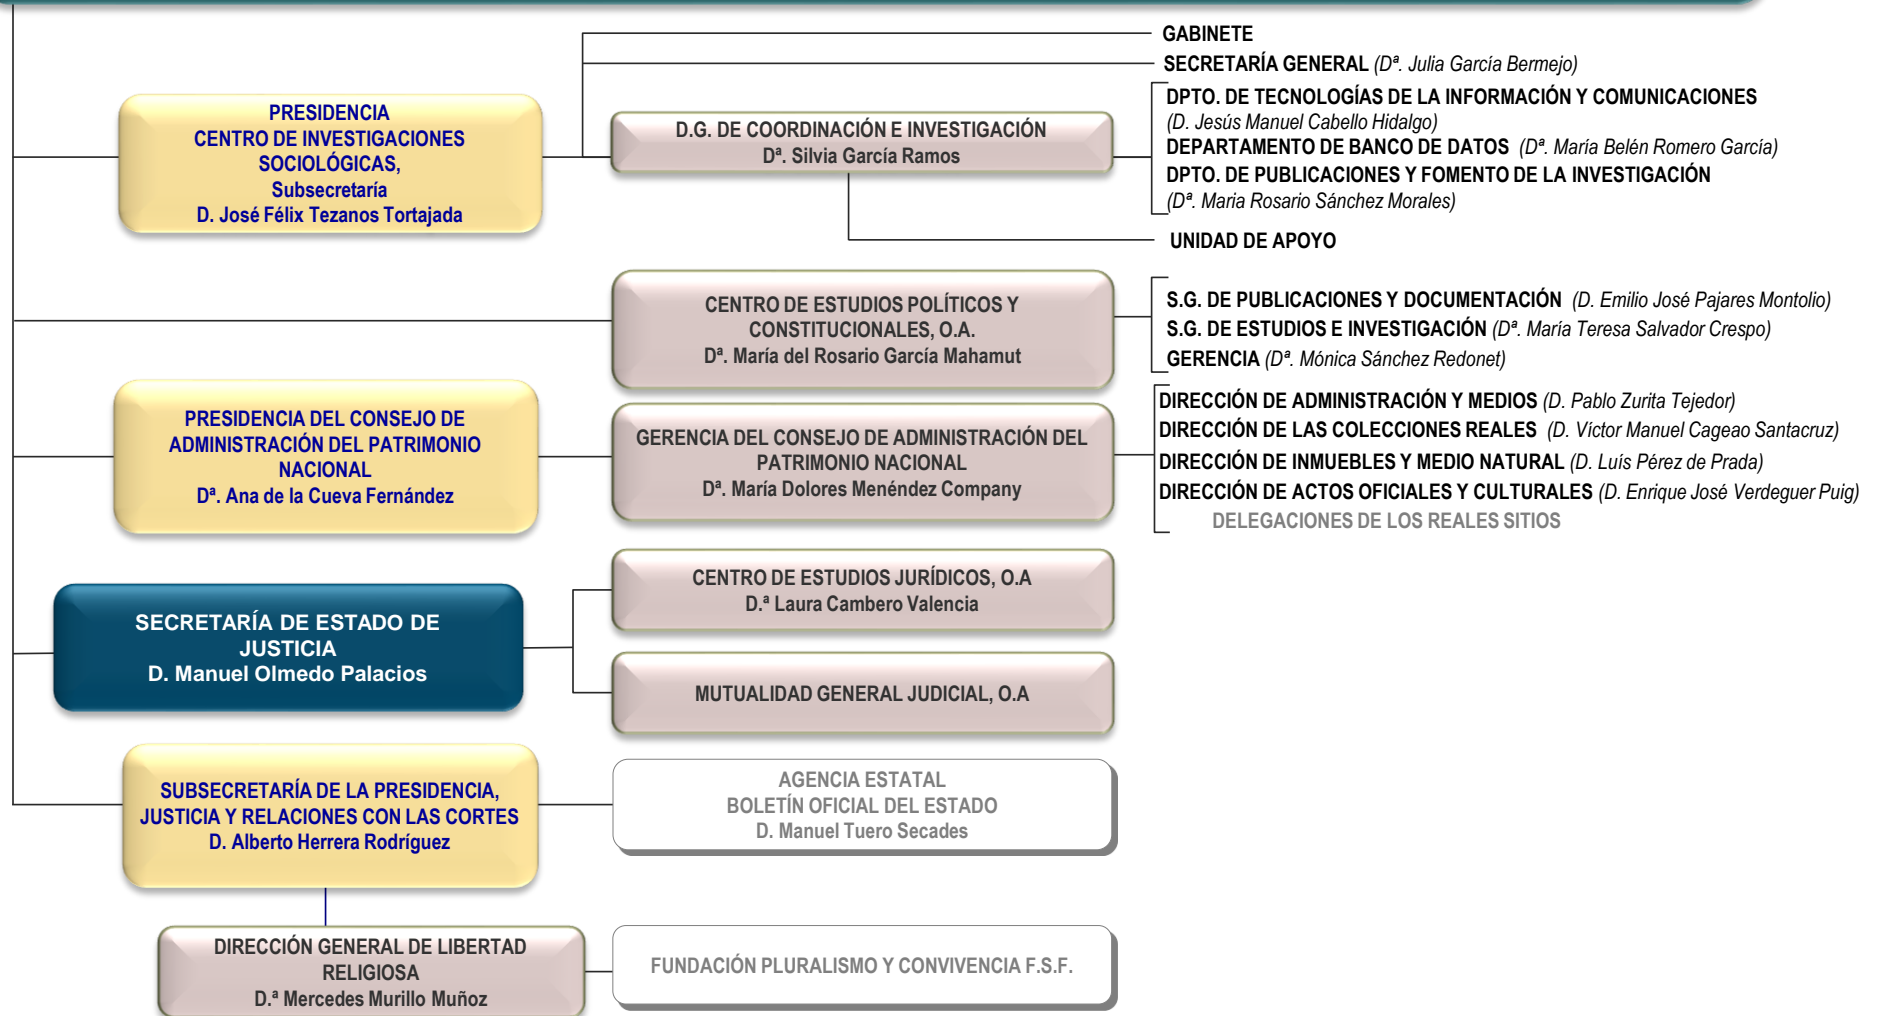 GABINETE
SECRETARÍA GENERAL (Dª. Julia García Bermejo)
PRESIDENCIA
CENTRO DE INVESTIGACIONES
SOCIOLÓGICAS,
Subsecretaría
D. José Félix Tezanos Tortajada
D.G. DE COORDINACIÓN E INVESTIGACIÓN
Dª. Silvia García Ramos
DPTO. DE TECNOLOGÍAS DE LA INFORMACIÓN Y COMUNICACIONES
(D. Jesús Manuel Cabello Hidalgo)
DEPARTAMENTO DE BANCO DE DATOS (Dª. María Belén Romero García)
DPTO. DE PUBLICACIONES Y FOMENTO DE LA INVESTIGACIÓN
(Dª. Maria Rosario Sánchez Morales)
UNIDAD DE APOYO
CENTRO DE ESTUDIOS POLÍTICOS Y
CONSTITUCIONALES, O.A.
Dª. María del Rosario García Mahamut
S.G. DE PUBLICACIONES Y DOCUMENTACIÓN (D. Emilio José Pajares Montolio)
S.G. DE ESTUDIOS E INVESTIGACIÓN (Dª. María Teresa Salvador Crespo)
GERENCIA (Dª. Mónica Sánchez Redonet)
PRESIDENCIA DEL CONSEJO DE
ADMINISTRACIÓN DEL PATRIMONIO
NACIONAL
Dª. Ana de la Cueva Fernández
GERENCIA DEL CONSEJO DE ADMINISTRACIÓN DEL
PATRIMONIO NACIONAL
Dª. María Dolores Menéndez Company
DIRECCIÓN DE ADMINISTRACIÓN Y MEDIOS (D. Pablo Zurita Tejedor)
DIRECCIÓN DE LAS COLECCIONES REALES (D. Víctor Manuel Cageao Santacruz)
DIRECCIÓN DE INMUEBLES Y MEDIO NATURAL (D. Luís Pérez de Prada)
DIRECCIÓN DE ACTOS OFICIALES Y CULTURALES (D. Enrique José Verdeguer Puig)
DELEGACIONES DE LOS REALES SITIOS
SECRETARÍA DE ESTADO DE
JUSTICIA
D. Manuel Olmedo Palacios
CENTRO DE ESTUDIOS JURÍDICOS, O.A
D.ª Laura Cambero Valencia
MUTUALIDAD GENERAL JUDICIAL, O.A
SUBSECRETARÍA DE LA PRESIDENCIA,
JUSTICIA Y RELACIONES CON LAS CORTES
D. Alberto Herrera Rodríguez
AGENCIA ESTATAL
BOLETÍN OFICIAL DEL ESTADO
D. Manuel Tuero Secades
DIRECCIÓN GENERAL DE LIBERTAD
RELIGIOSA
D.ª Mercedes Murillo Muñoz
FUNDACIÓN PLURALISMO Y CONVIVENCIA F.S.F.